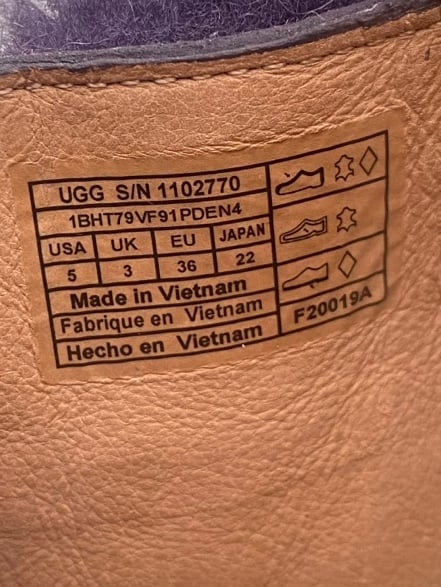 UGG S/N 1102770
1BHT79VF91PDEN4
USA UK EU JAPAN
5 3 36 22
Made in Vietnam
Fabrique en Vietnam
Hecho en Vietnam
F20019A